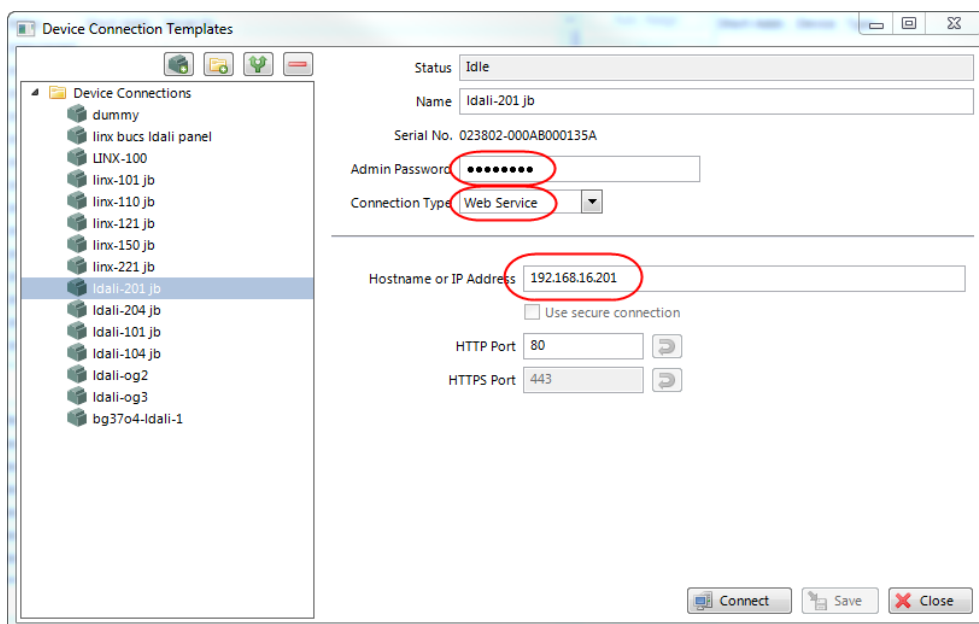 Device Connection Templates
Device Connections
dummy
linx bucs ldali panel
LINX-100
linx-101 jb
linx-110 jb
linx-121 jb
linx-150 jb
linx-221 jb
ldali-201 jb
ldali-204 jb
ldali-101 jb
ldali-104 jb
ldali-og2
ldali-og3
bg37o4-ldali-1
Status Idle
Name ldali-201 jb
Serial No. 023802-000AB000135A
Admin Password ●●●●●●●●
Connection Type Web Service
Hostname or IP Address 192.168.16.201
Use secure connection
HTTP Port 80
HTTPS Port 443
Connect Save Close